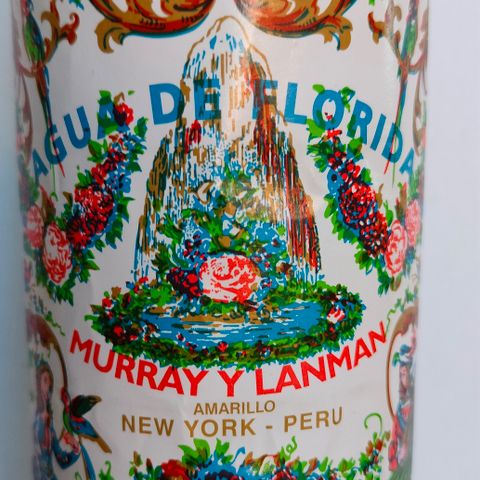 AGUA DE FLORIDA
MURRAY Y LANMAN
AMARILLO
NEW YORK - PERU